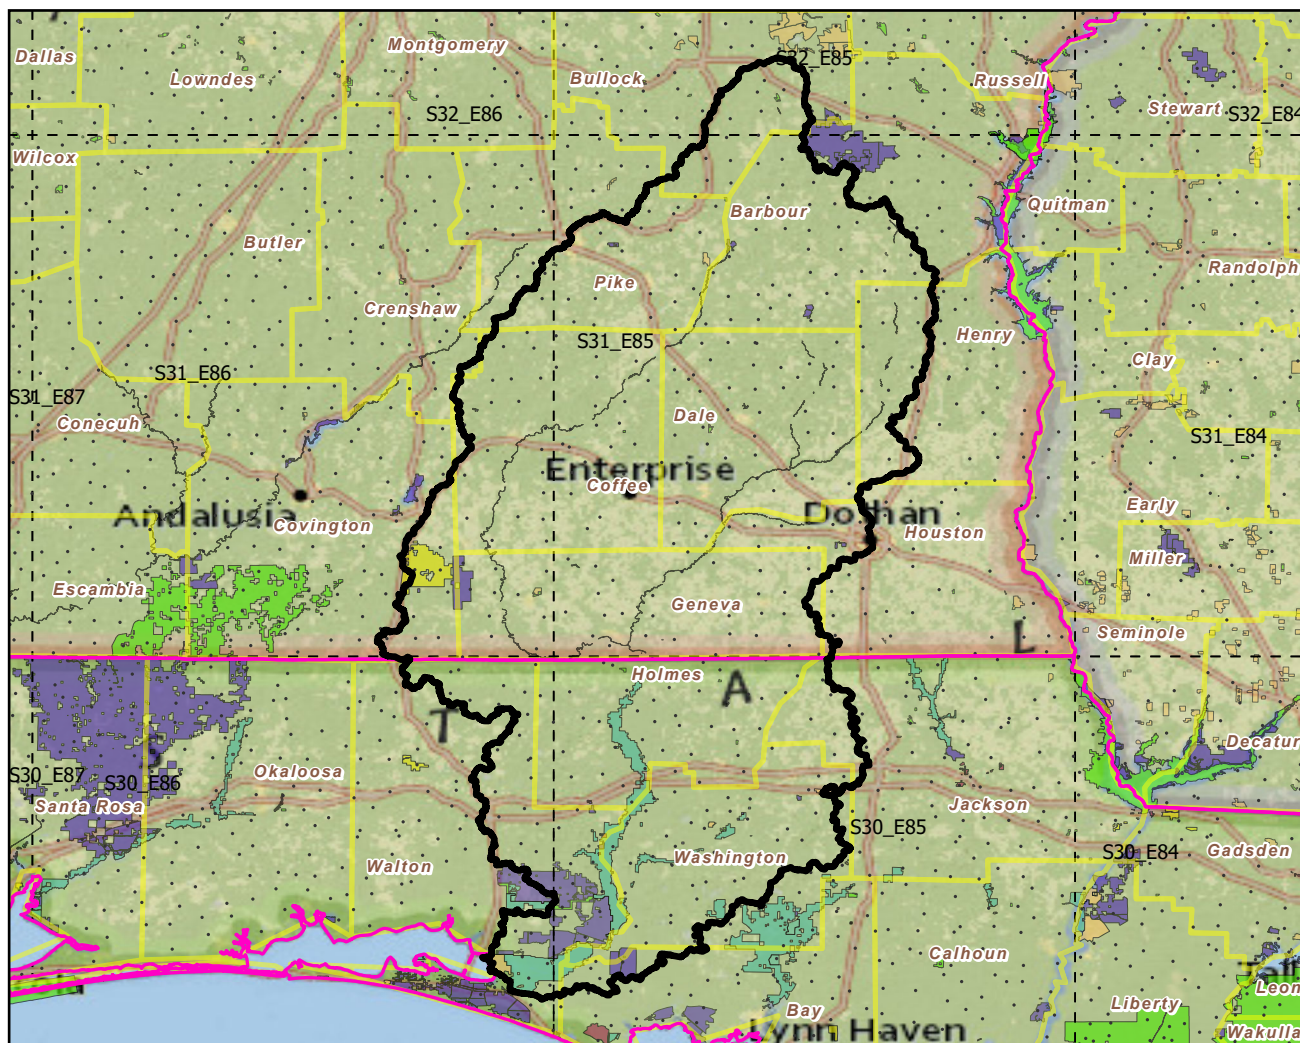 Dallas
Lowndes
Montgomery
Bullock
S32_E85
Russell
S32_E86
Stewart
S32_E84
Wilcox
Barbour
Quitman
Butler
Randolph
Pike
Crenshaw
Henry
S31_E85
Clay
S31_E86
S31_E87
Conecuh
Dale
S31_E84
Enterprise
Coffee
Andalusia
Covington
Dothan
Houston
Early
Miller
Escambia
Geneva
Seminole
L
Holmes
A
T
S
Decatur
Okaloosa
S30_E87
S30_E86
Santa Rosa
Jackson
S30_E85
Washington
S30_E84
Gadsden
Walton
Calhoun
Tall
Leon
Bay
Liberty
Lynn Haven
Wakulla